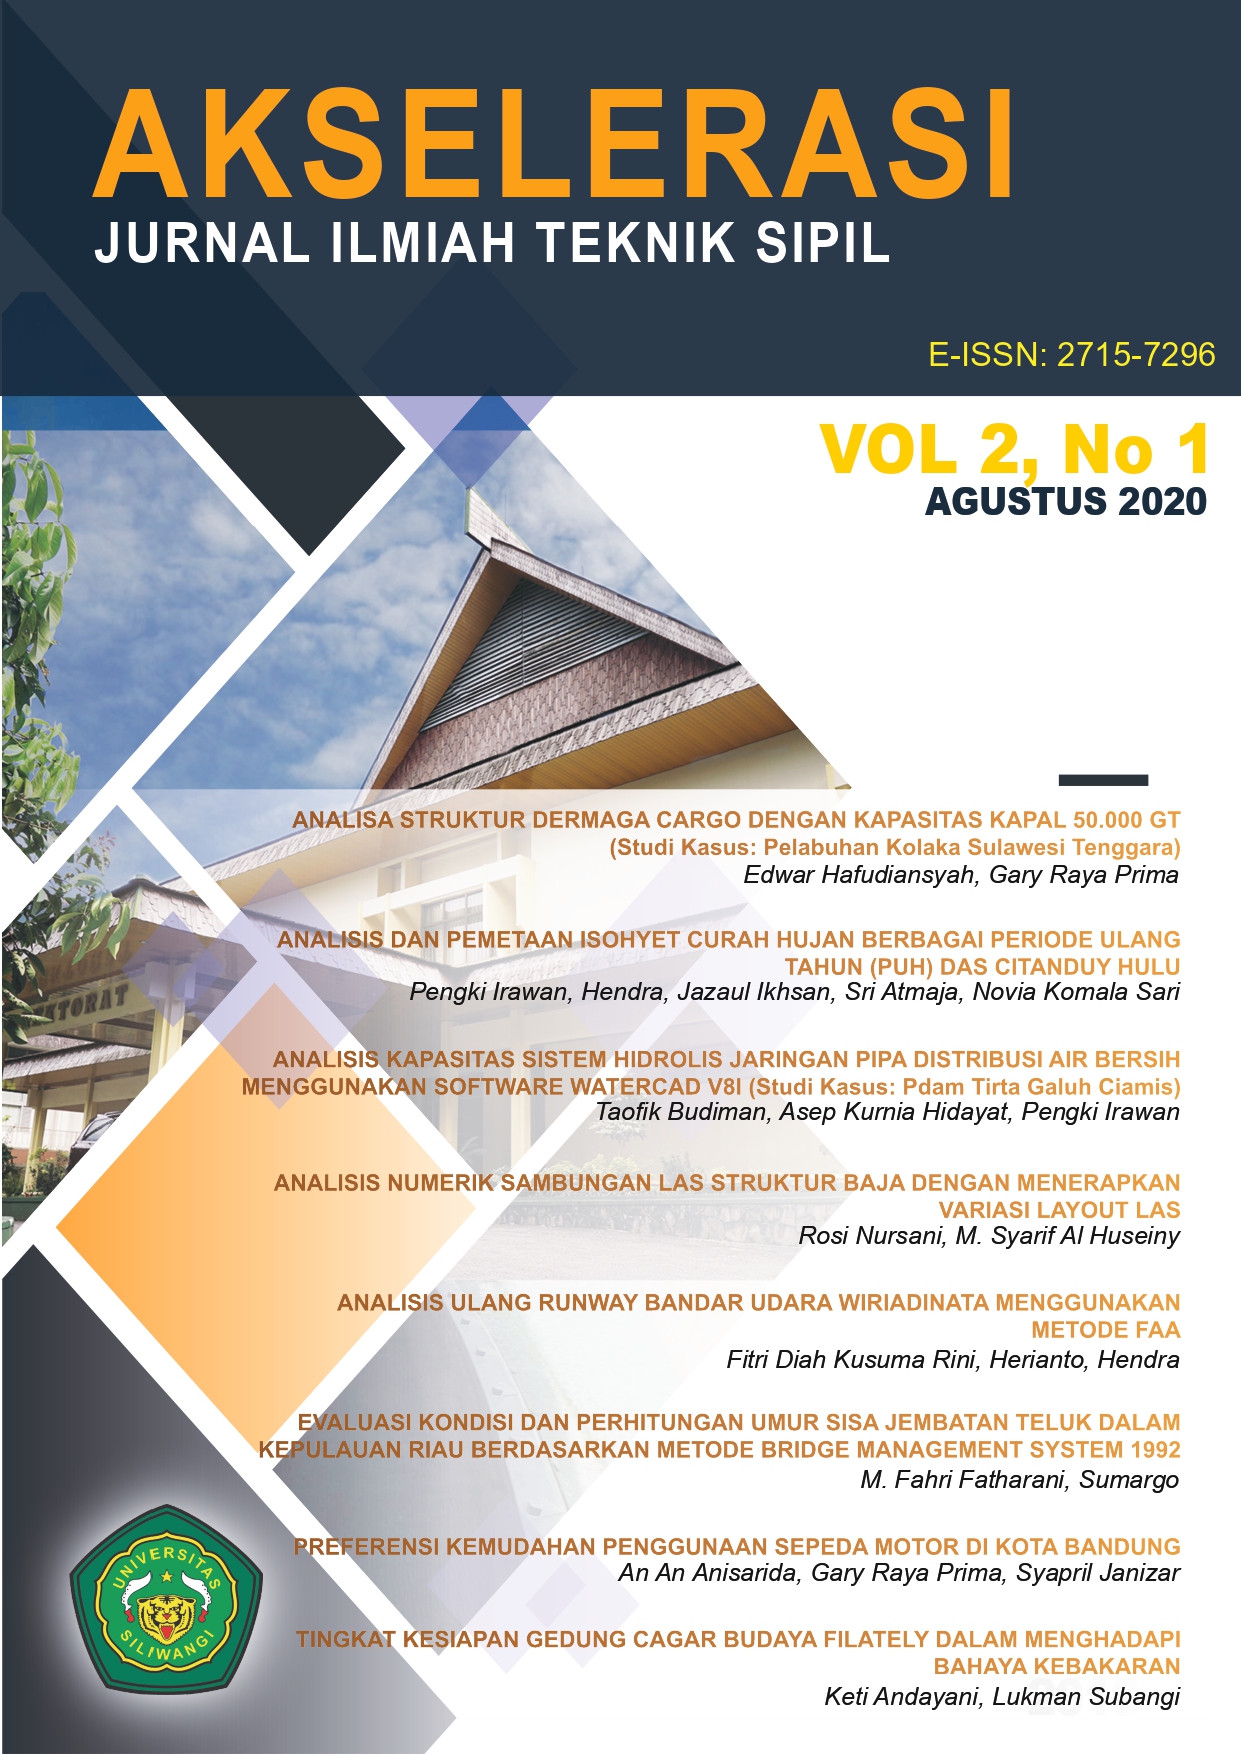 AKSELERASI
JURNAL ILMIAH TEKNIK SIPIL
E-ISSN: 2715-7296
VOL 2, No 1
AGUSTUS 2020
ANALISA STRUKTUR DERMAGA CARGO DENGAN KAPASITAS KAPAL 50.000 GT
(Studi Kasus: Pelabuhan Kolaka Sulawesi Tenggara)
Edwar Hafudiansyah, Gary Raya Prima
ANALISIS DAN PEMETAAN ISOHYET CURAH HUJAN BERBAGAI PERIODE ULANG
TAHUN (PUH) DAS CITANDUY HULU
Pengki Irawan, Hendra, Jazaul Ikhsan, Sri Atmaja, Novia Komala Sari
ANALISIS KAPASITAS SISTEM HIDROLIS JARINGAN PIPA DISTRIBUSI AIR BERSIH
MENGGUNAKAN SOFTWARE WATERCAD V8I (Studi Kasus: Pdam Tirta Galuh Ciamis)
Taofik Budiman, Asep Kurnia Hidayat, Pengki Irawan
ANALISIS NUMERIK SAMBUNGAN LAS STRUKTUR BAJA DENGAN MENERAPKAN
VARIASI LAYOUT LAS
Rosi Nursani, M. Syarif Al Huseiny
ANALISIS ULANG RUNWAY BANDAR UDARA WIRIADINATA MENGGUNAKAN
METODE FAA
Fitri Diah Kusuma Rini, Herianto, Hendra
EVALUASI KONDISI DAN PERHITUNGAN UMUR SISA JEMBATAN TELUK DALAM
KEPULAUAN RIAU BERDASARKAN METODE BRIDGE MANAGEMENT SYSTEM 1992
M. Fahri Fatharani, Sumargo
PREFERENSI KEMUDAHAN PENGGUNAAN SEPEDA MOTOR DI KOTA BANDUNG
An An Anisarida, Gary Raya Prima, Syapril Janizar
TINGKAT KESIAPAN GEDUNG CAGAR BUDAYA FILATELY DALAM MENGHADAPI
BAHAYA KEBAKARAN
Keti Andayani, Lukman Subangi
UNIVERSITAS
SILIWANGI